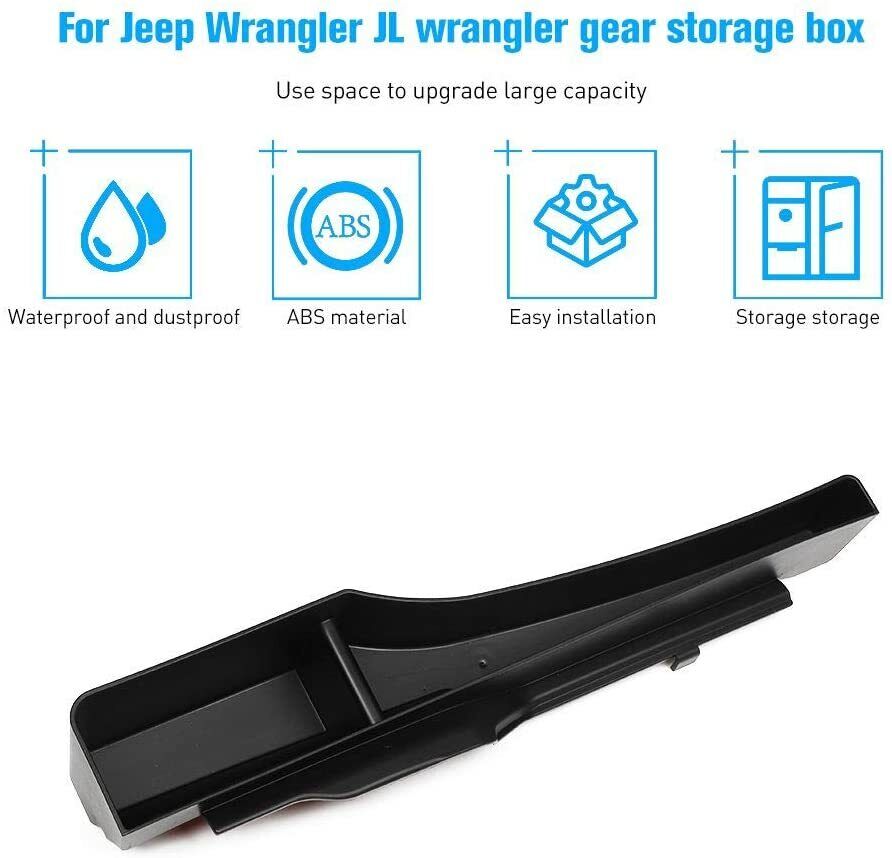 For Jeep Wrangler JL wrangler gear storage box
Use space to upgrade large capacity
ABS
Waterproof and dustproof
ABS material
Easy installation
Storage storage